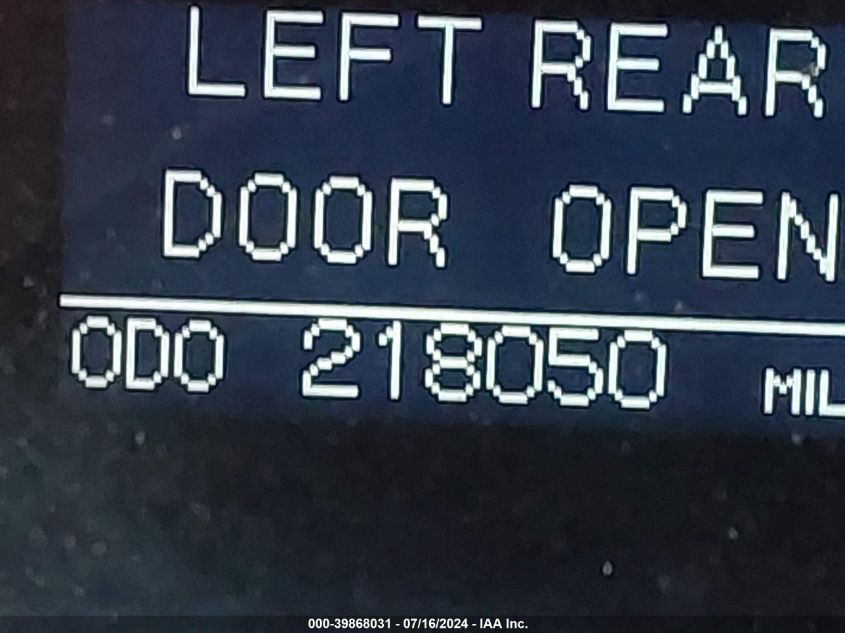 LEFT REAR
DOOR OPEN
ODO 218050 MIL
000-39868031 - 07/16/2024 - IAA Inc.